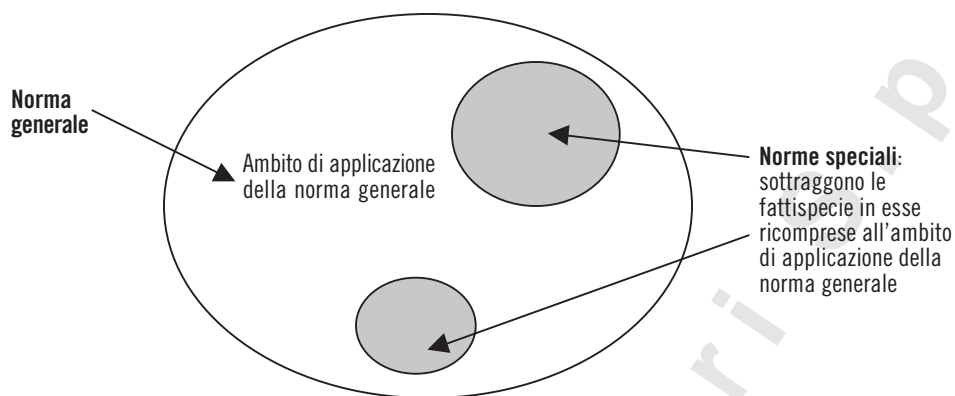 Norma
generale
Ambito di applicazione
della norma generale
Norme speciali:
sottraggono le
fattispecie in esse
ricomprese all’ambito
di applicazione della
norma generale
r i s . p